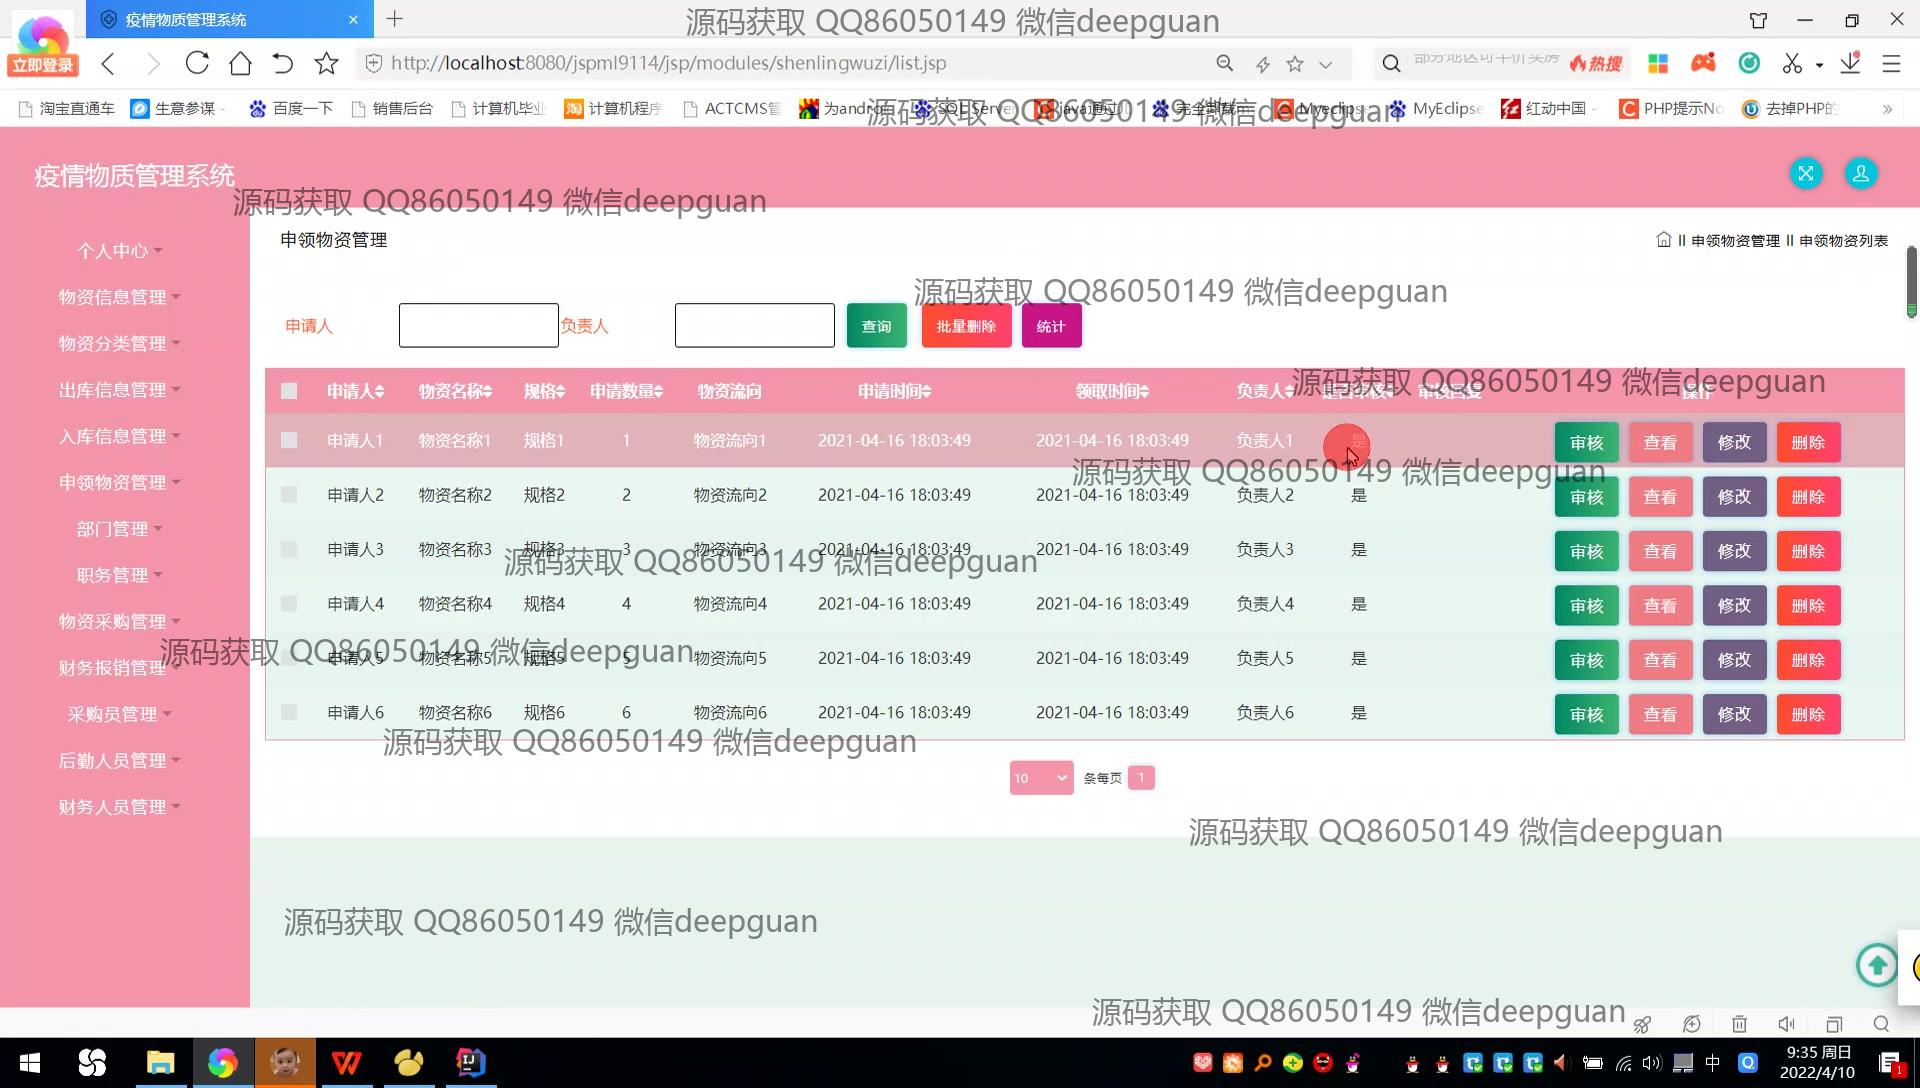 疫情物质管理系统
源码获取 QQ86050149 微信deepguan
立即登录
http://localhost:8080/jspml9114/jsp/modules/shenlingwuzi/list.jsp
热搜
淘宝直通车 生意参谋 百度一下 销售后台 计算机毕业 计算机程序 ACTCMS管 为andro SQL Serve java通过 完全卸载 Myeclips MyEclipse 红动中国 - PHP提示No 去掉PHP的
源码获取 QQ86050149 微信deepguan
疫情物质管理系统
源码获取 QQ86050149 微信deepguan
个人中心
物资信息管理
物资分类管理
出库信息管理
入库信息管理
申领物资管理
部门管理
职务管理
物资采购管理
财务报销管理
采购员管理
后勤人员管理
财务人员管理
申领物资管理
II 申领物资管理 II 申领物资列表
源码获取 QQ86050149 微信deepguan
申请人 负责人 查询 批量删除 统计
源码获取 QQ86050149 微信deepguan
申请人 物资名称 规格 申请数量 物资流向 申请时间 领取时间 负责人 是否审核 审核回复 操作
申请人1 物资名称1 规格1 1 物资流向1 2021-04-16 18:03:49 2021-04-16 18:03:49 负责人1 是 审核 查看 修改 删除
源码获取 QQ86050149 微信deepguan
申请人2 物资名称2 规格2 2 物资流向2 2021-04-16 18:03:49 2021-04-16 18:03:49 负责人2 是 审核 查看 修改 删除
申请人3 物资名称3 规格3 3 物资流向3 2021-04-16 18:03:49 2021-04-16 18:03:49 负责人3 是 审核 查看 修改 删除
源码获取 QQ86050149 微信deepguan
申请人4 物资名称4 规格4 4 物资流向4 2021-04-16 18:03:49 2021-04-16 18:03:49 负责人4 是 审核 查看 修改 删除
源码获取 QQ86050149 微信deepguan
申请人5 物资名称5 规格5 5 物资流向5 2021-04-16 18:03:49 2021-04-16 18:03:49 负责人5 是 审核 查看 修改 删除
申请人6 物资名称6 规格6 6 物资流向6 2021-04-16 18:03:49 2021-04-16 18:03:49 负责人6 是 审核 查看 修改 删除
源码获取 QQ86050149 微信deepguan
10 条每页 1
源码获取 QQ86050149 微信deepguan
源码获取 QQ86050149 微信deepguan
源码获取 QQ86050149 微信deepguan
中
9:35 周日
2022/4/10
1